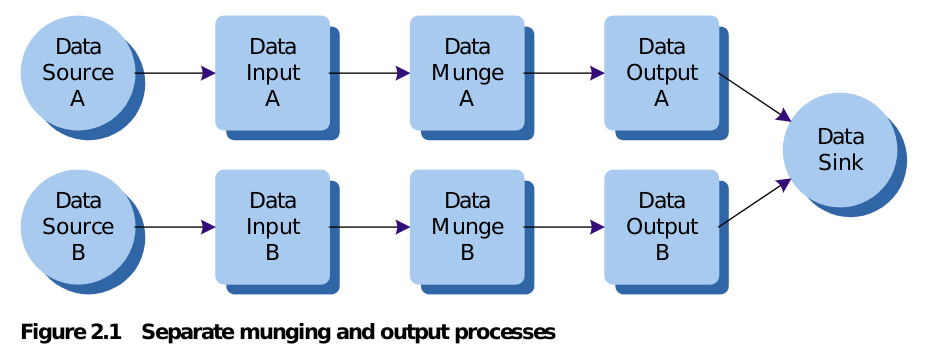 Data
Source
A
Data
Input
A
Data
Munge
A
Data
Output
A
Data
Sink
Data
Source
B
Data
Input
B
Data
Munge
B
Data
Output
B
Figure 2.1 Separate munging and output processes